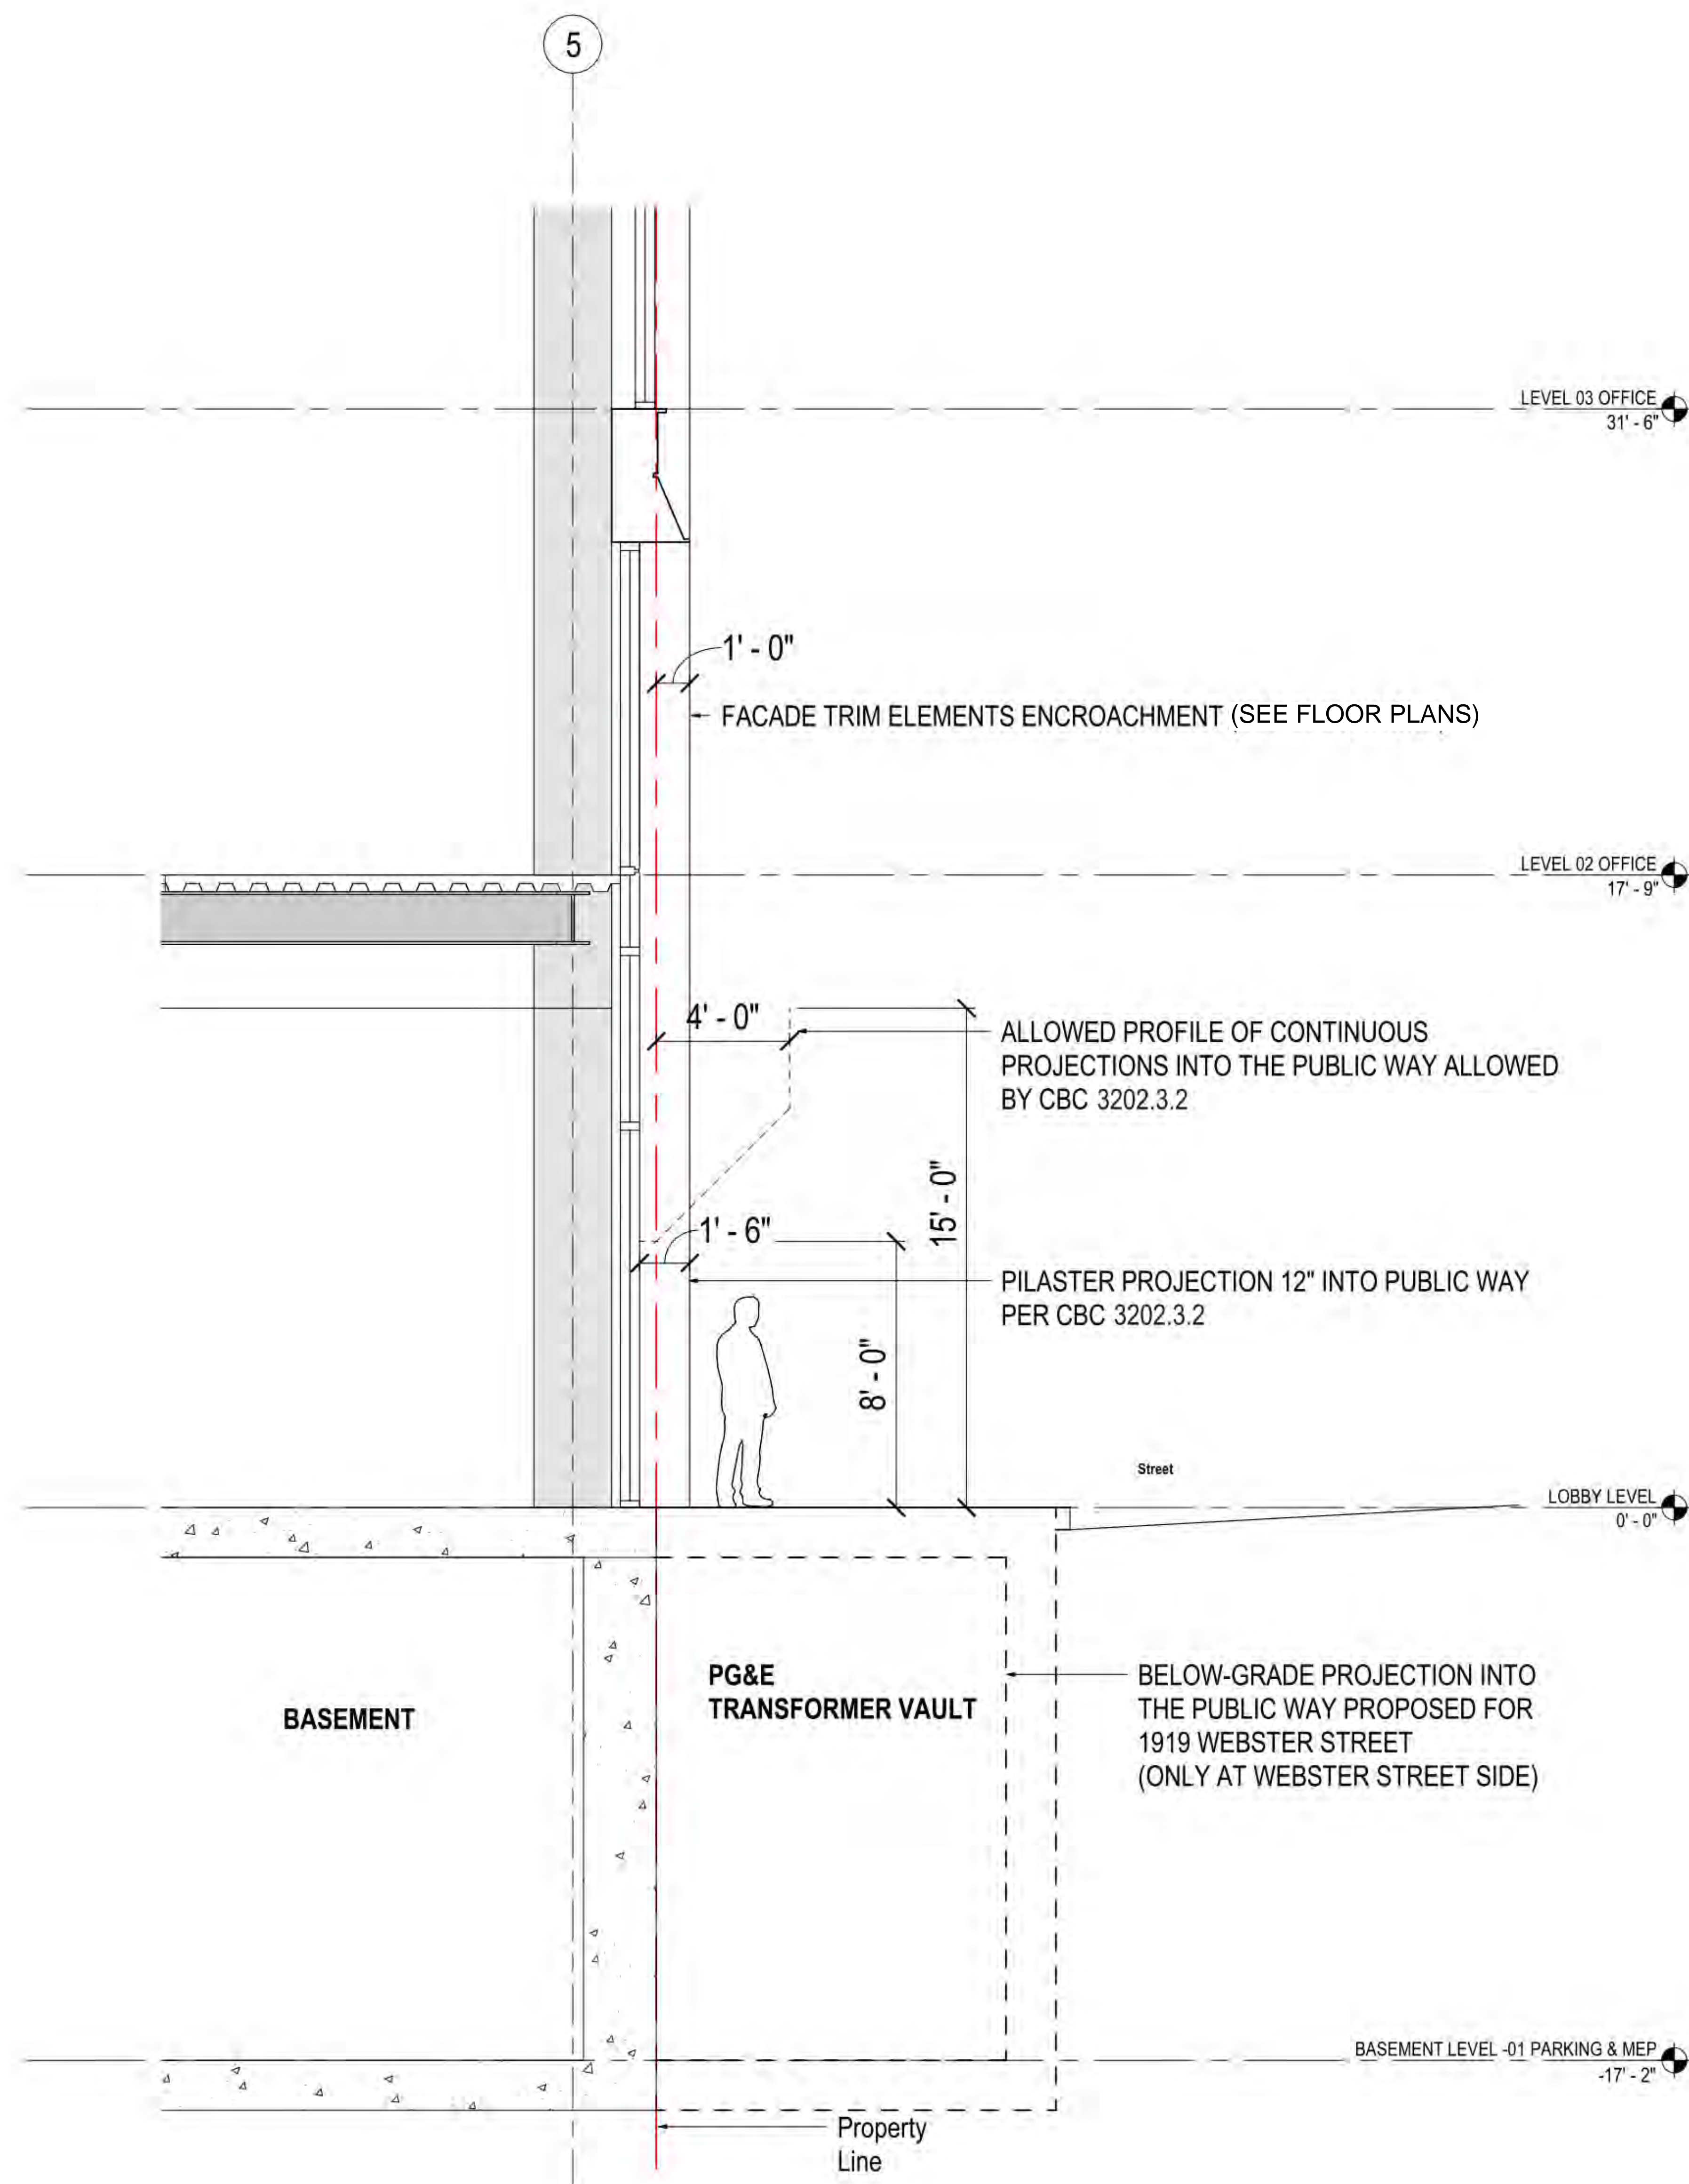 5
LEVEL 03 OFFICE
31' - 6"
1' - 0"
FACADE TRIM ELEMENTS ENCROACHMENT (SEE FLOOR PLANS)
LEVEL 02 OFFICE
17' - 9"
4' - 0"
ALLOWED PROFILE OF CONTINUOUS
PROJECTIONS INTO THE PUBLIC WAY ALLOWED
BY CBC 3202.3.2
15' - 0"
1' - 6"
PILASTER PROJECTION 12" INTO PUBLIC WAY
PER CBC 3202.3.2
8' - 0"
Street
LOBBY LEVEL
0' - 0"
BASEMENT
PG&E
TRANSFORMER VAULT
BELOW-GRADE PROJECTION INTO
THE PUBLIC WAY PROPOSED FOR
1919 WEBSTER STREET
(ONLY AT WEBSTER STREET SIDE)
BASEMENT LEVEL -01 PARKING & MEP
-17' - 2"
Property
Line